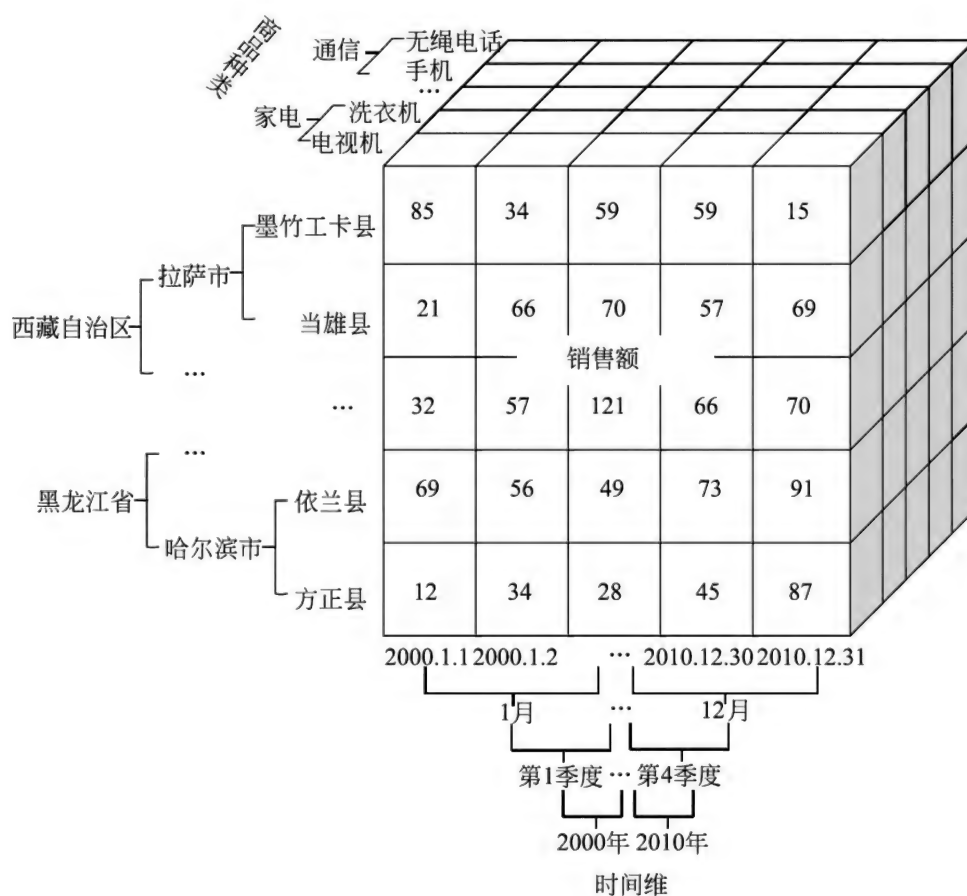 商品种类
通信 无绳电话
手机
…
家电 洗衣机
电视机
墨竹工卡县 85 34 59 59 15
拉萨市
西藏自治区
当雄县 21 66 70 57 69
销售额
…
… 32 57 121 66 70
…
黑龙江省
依兰县 69 56 49 73 91
哈尔滨市
方正县 12 34 28 45 87
2000.1.1 2000.1.2 … 2010.12.30 2010.12.31
1月 … 12月
第1季度 … 第4季度
2000年 2010年
时间维